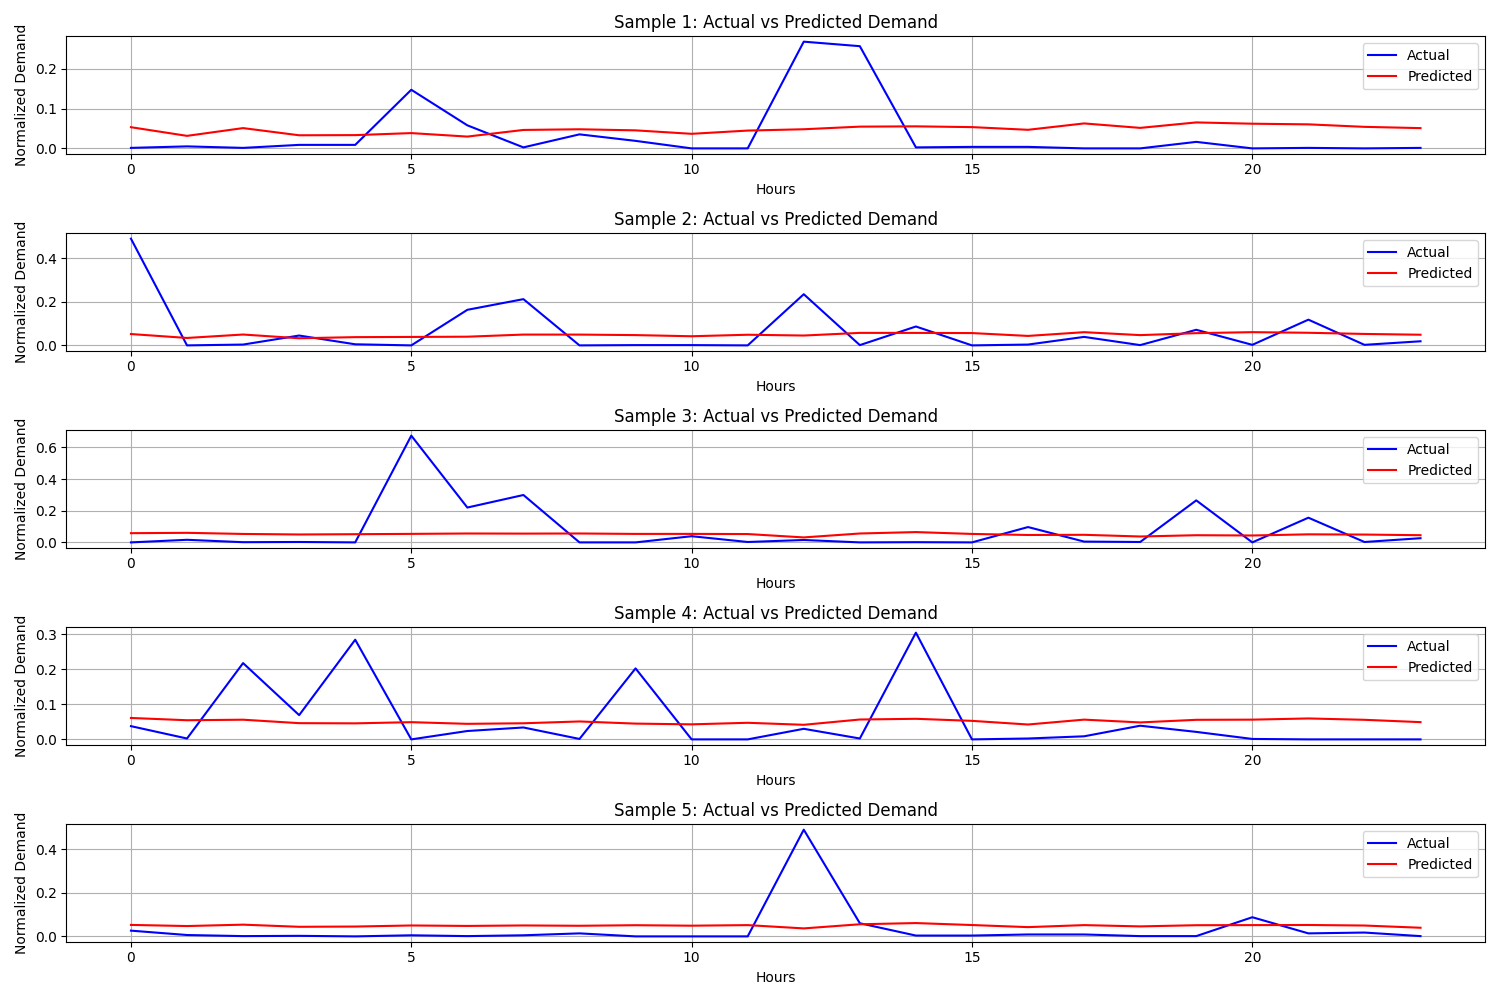 Sample 1: Actual vs Predicted Demand
Normalized Demand
0.2
0.1
0.0
Actual
Predicted
0 5 10 15 20
Hours
Sample 2: Actual vs Predicted Demand
Normalized Demand
0.4
0.2
0.0
Actual
Predicted
0 5 10 15 20
Hours
Sample 3: Actual vs Predicted Demand
Normalized Demand
0.6
0.4
0.2
0.0
Actual
Predicted
0 5 10 15 20
Hours
Sample 4: Actual vs Predicted Demand
Normalized Demand
0.3
0.2
0.1
0.0
Actual
Predicted
0 5 10 15 20
Hours
Sample 5: Actual vs Predicted Demand
Normalized Demand
0.4
0.2
0.0
Actual
Predicted
0 5 10 15 20
Hours